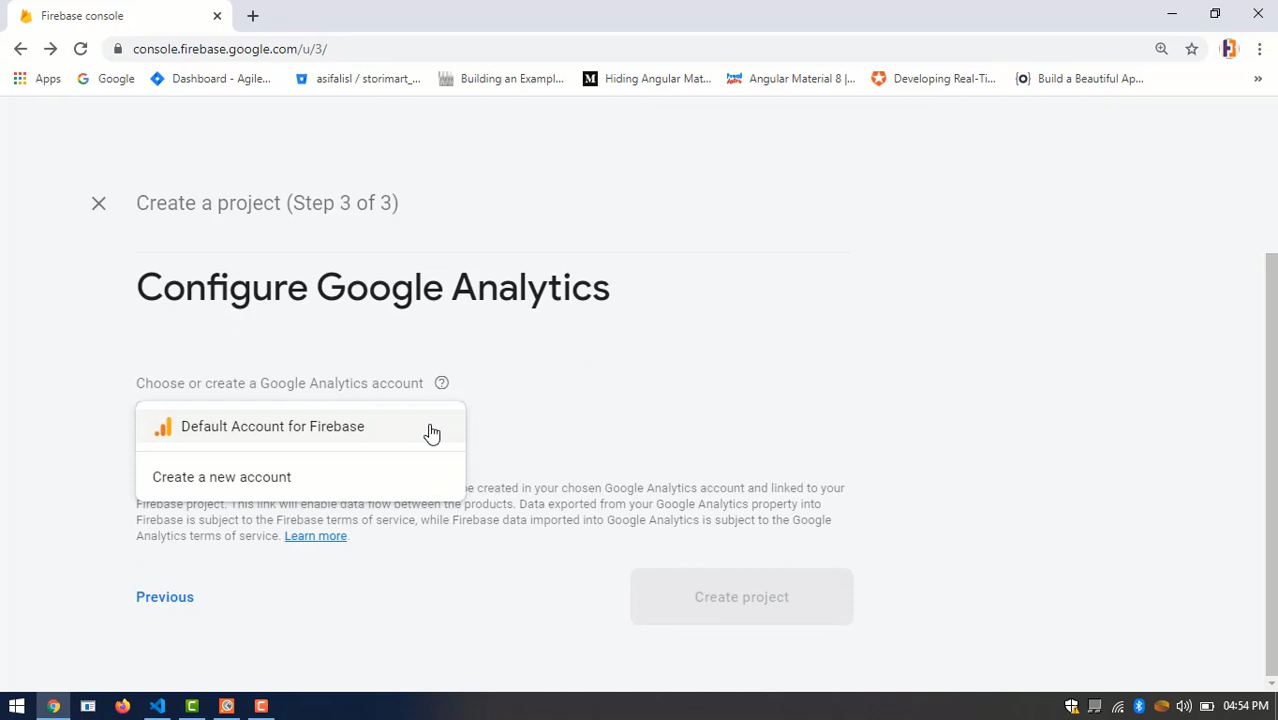 Firebase console
console.firebase.google.com/u/3/
Apps
Google
Dashboard - Agile...
asifalisl / storimart_...
Building an Exampl...
Hiding Angular Mat...
Angular Material 8 |...
Developing Real-Ti...
Build a Beautiful Ap...
»
Create a project (Step 3 of 3)
Configure Google Analytics
Choose or create a Google Analytics account
Default Account for Firebase
Create a new account
be created in your chosen Google Analytics account and linked to your
Firebase project. This link will enable data flow between the products. Data exported from your Google Analytics property into
Firebase is subject to the Firebase terms of service, while Firebase data imported into Google Analytics is subject to the Google
Analytics terms of service. Learn more.
Previous
Create project
04:54 PM